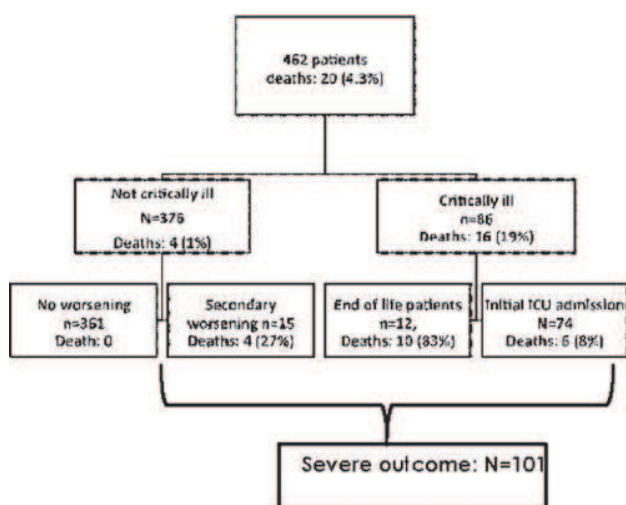 462 patients
deaths: 20 (4.3%)
Not critically ill
N=376
Deaths: 4 (1%)
Critically ill
n=86
Deaths: 16 (19%)
No worsening
n=361
Death: 0
Secondary
worsening n=15
Deaths: 4 (27%)
End of life patients
n=12,
Deaths: 10 (83%)
Initial ICU admission
N=74
Deaths: 6 (8%)
Severe outcome: N=101